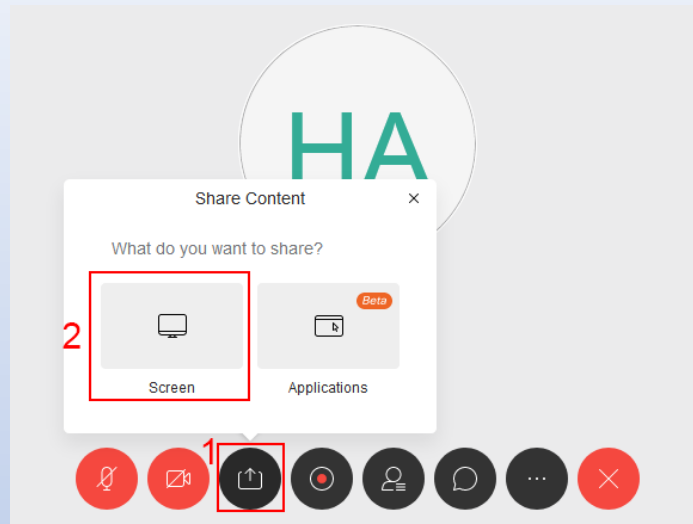 HA
Share Content
What do you want to share?
Beta
2
Screen
Applications
1